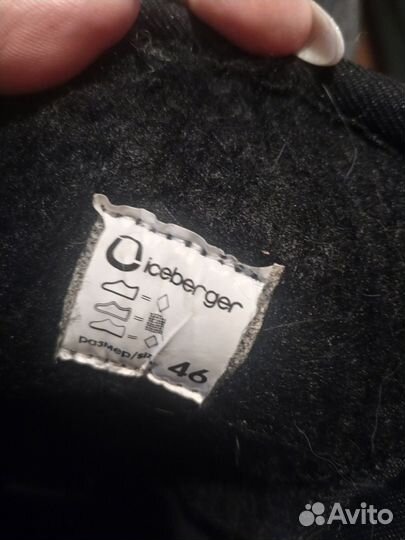 iceberger
=
=
размер/size
46
Avito